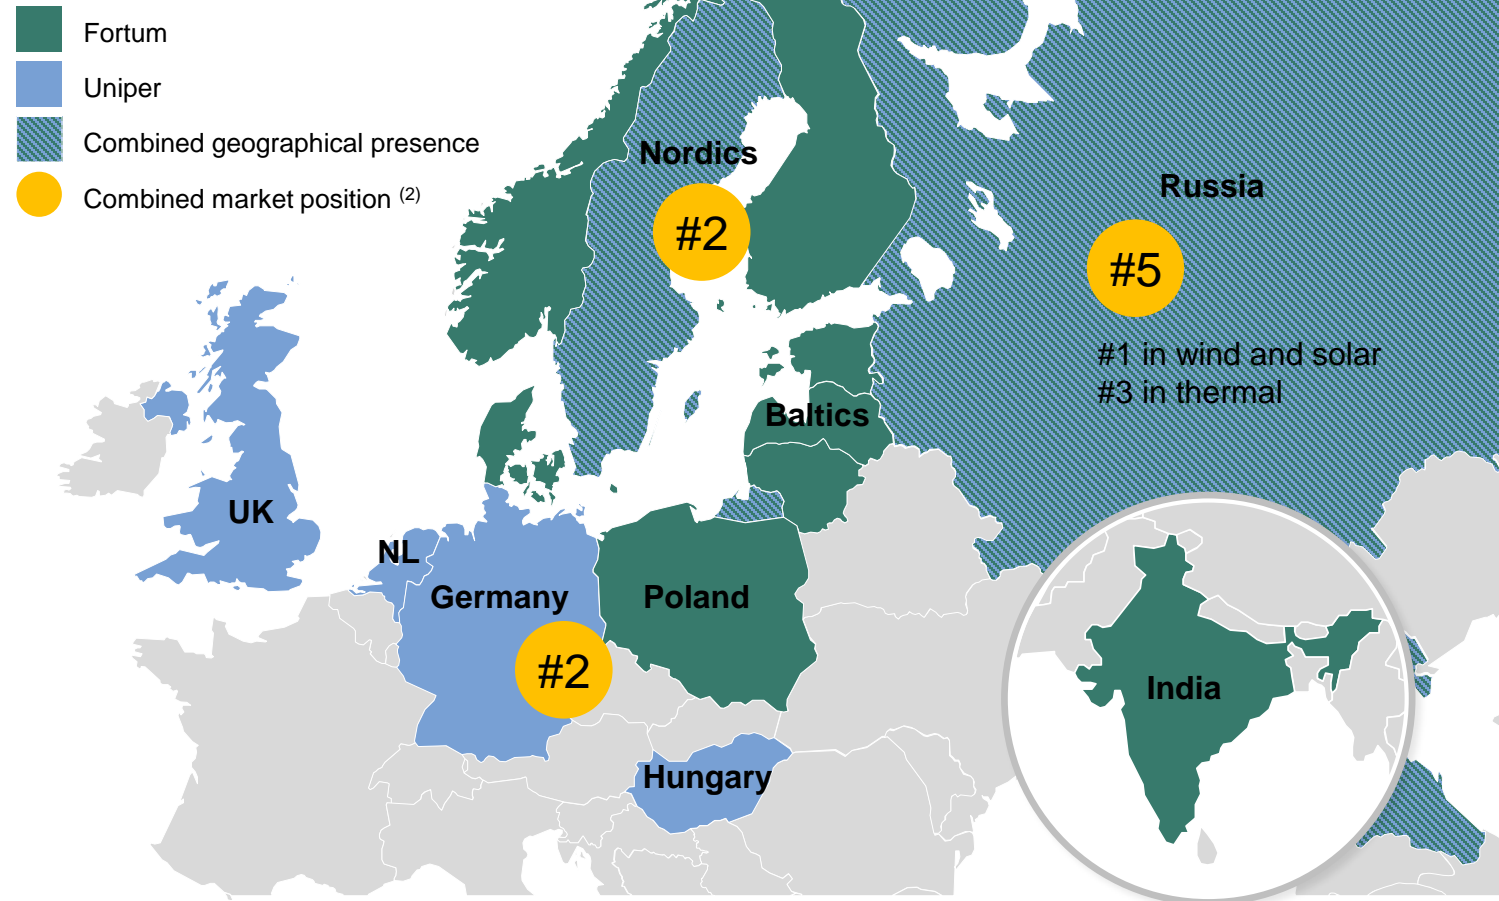 Fortum
Uniper
Combined geographical presence
Combined market position (2)
Nordics
#2
Russia
#5
#1 in wind and solar
#3 in thermal
Baltics
UK
NL
Germany
#2
Poland
Hungary
India